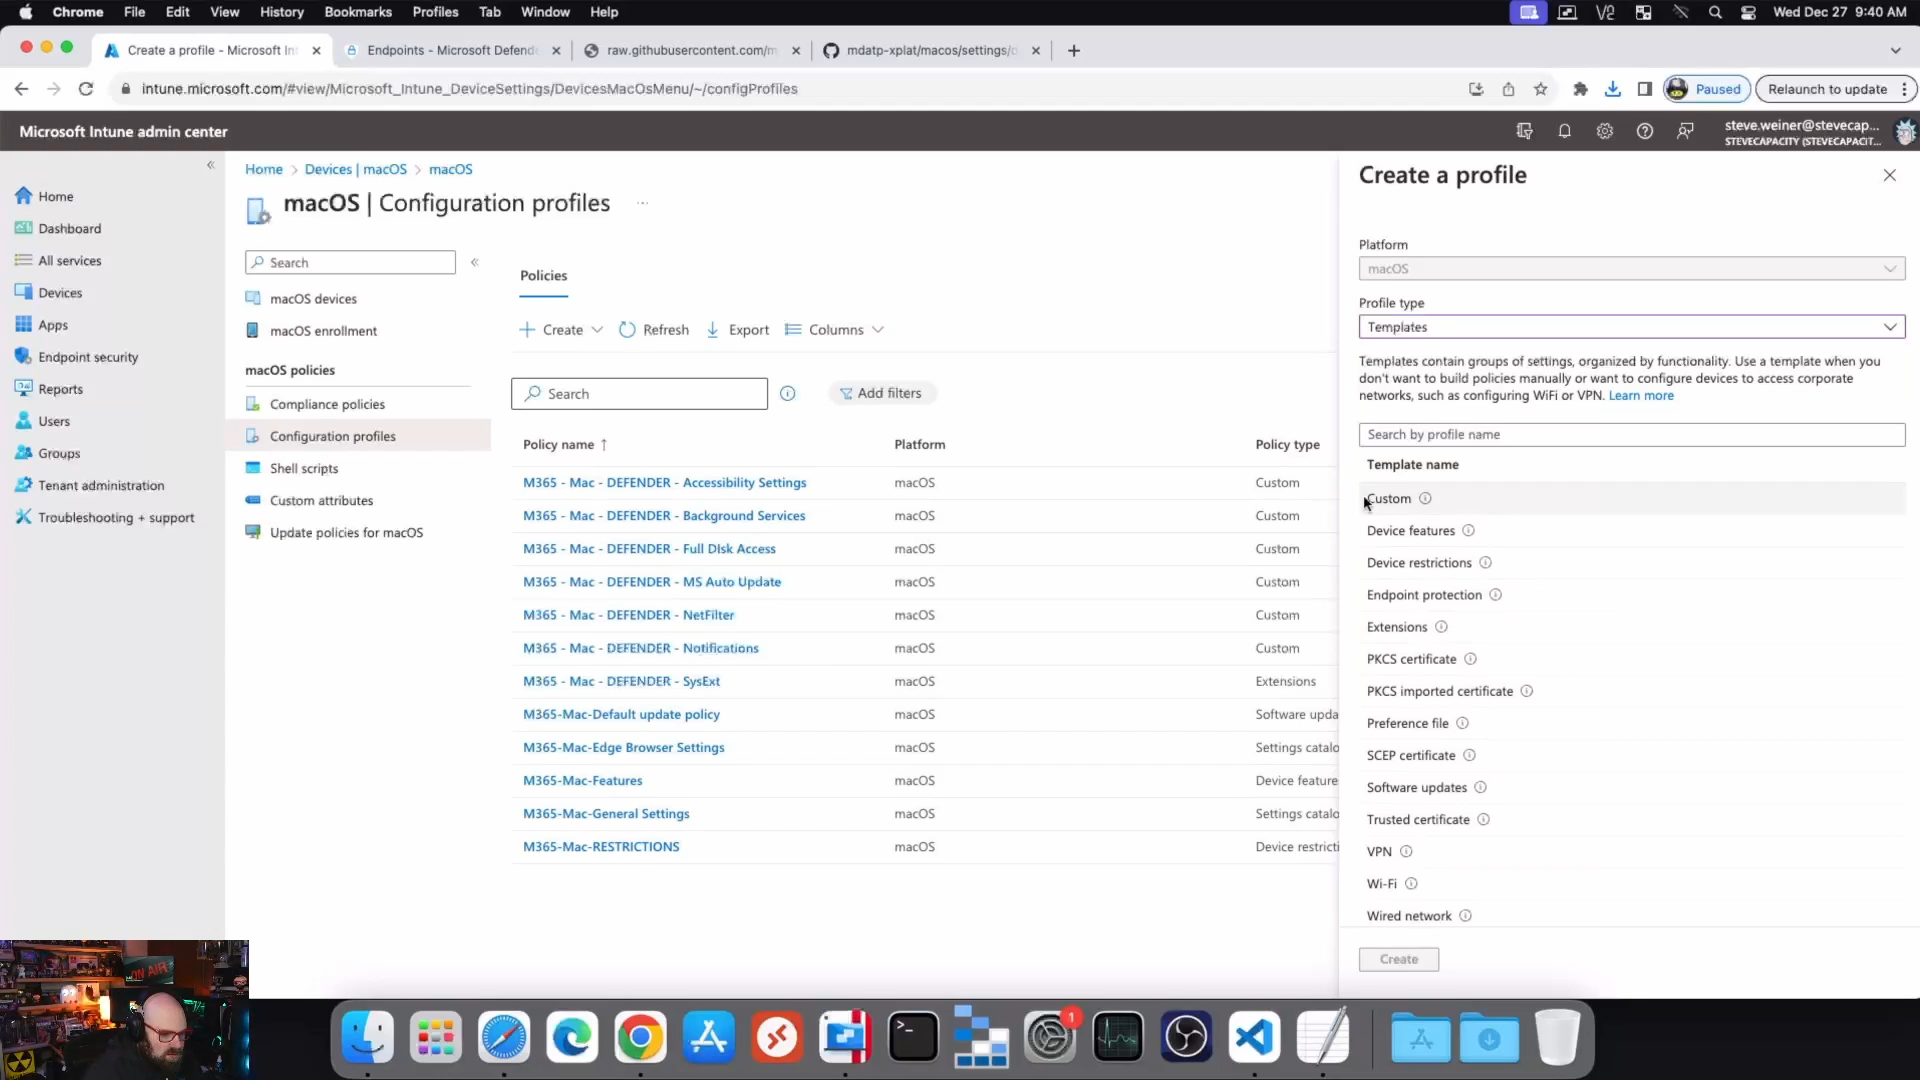 Chrome File Edit View History Bookmarks Profiles Tab Window Help
Wed Dec 27 9:40 AM
Create a profile - Microsoft In
Endpoints - Microsoft Defend
raw.githubusercontent.com/m
mdatp-xplat/macos/settings/d
intune.microsoft.com/#view/Microsoft_Intune_DeviceSettings/DevicesMacOsMenu/~/configProfiles
Paused
Relaunch to update
Microsoft Intune admin center
steve.weiner@stevecap...
STEVECAPACITY (STEVECAPACIT...
Home
Dashboard
All services
Devices
Apps
Endpoint security
Reports
Users
Groups
Tenant administration
Troubleshooting + support
Home > Devices | macOS > macOS
macOS | Configuration profiles
Search
macOS devices
macOS enrollment
macOS policies
Compliance policies
Configuration profiles
Shell scripts
Custom attributes
Update policies for macOS
Policies
Create
Refresh
Export
Columns
Search
Add filters
Policy name ↑ Platform Policy type
M365 - Mac - DEFENDER - Accessibility Settings macOS Custom
M365 - Mac - DEFENDER - Background Services macOS Custom
M365 - Mac - DEFENDER - Full DIsk Access macOS Custom
M365 - Mac - DEFENDER - MS Auto Update macOS Custom
M365 - Mac - DEFENDER - NetFilter macOS Custom
M365 - Mac - DEFENDER - Notifications macOS Custom
M365 - Mac - DEFENDER - SysExt macOS Extensions
M365-Mac-Default update policy macOS Software upda
M365-Mac-Edge Browser Settings macOS Settings catalo
M365-Mac-Features macOS Device feature
M365-Mac-General Settings macOS Settings catalo
M365-Mac-RESTRICTIONS macOS Device restricti
Create a profile
Platform
macOS
Profile type
Templates
Templates contain groups of settings, organized by functionality. Use a template when you
don't want to build policies manually or want to configure devices to access corporate
networks, such as configuring WiFi or VPN. Learn more
Search by profile name
Template name
Custom
Device features
Device restrictions
Endpoint protection
Extensions
PKCS certificate
PKCS imported certificate
Preference file
SCEP certificate
Software updates
Trusted certificate
VPN
Wi-Fi
Wired network
Create
ON AIR
1